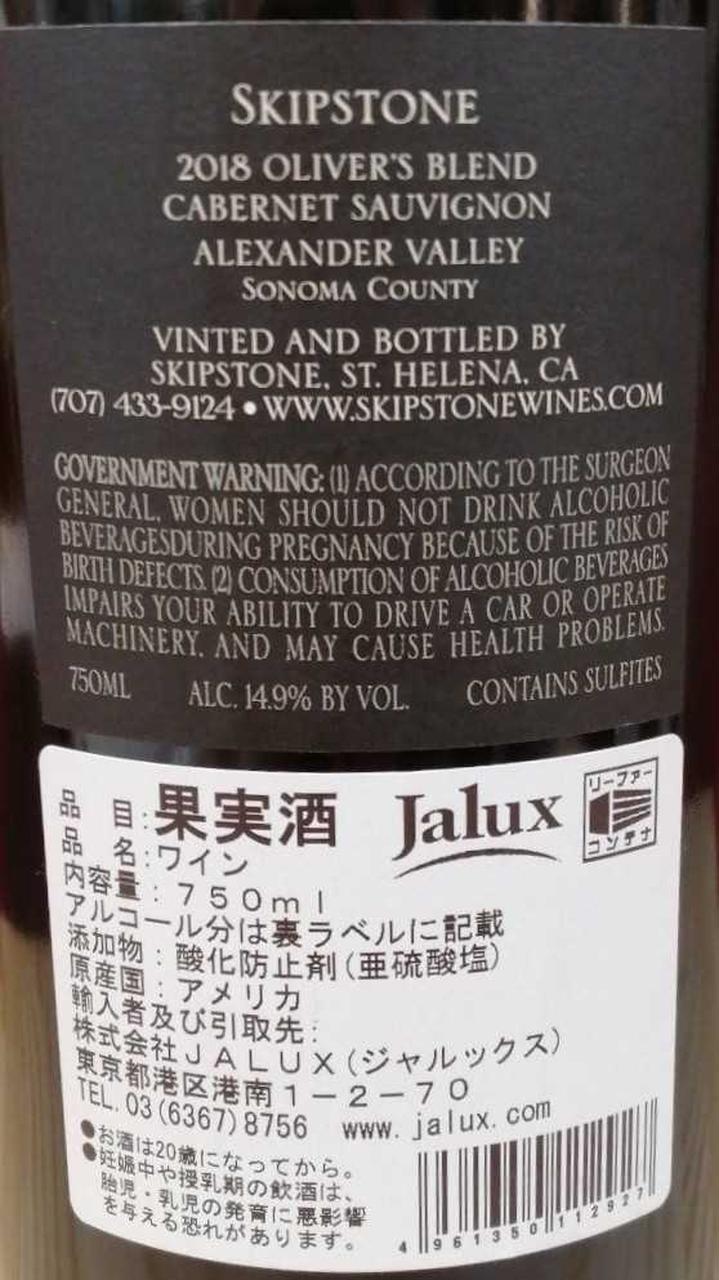 SKIPSTONE
2018 OLIVER'S BLEND
CABERNET SAUVIGNON
ALEXANDER VALLEY
SONOMA COUNTY
VINTED AND BOTTLED BY
SKIPSTONE, ST. HELENA, CA
(707) 433-9124 • WWW.SKIPSTONEWINES.COM
GOVERNMENT WARNING: (1) ACCORDING TO THE SURGEON
GENERAL, WOMEN SHOULD NOT DRINK ALCOHOLIC
BEVERAGESDURING PREGNANCY BECAUSE OF THE RISK OF
BIRTH DEFECTS. (2) CONSUMPTION OF ALCOHOLIC BEVERAGES
IMPAIRS YOUR ABILITY TO DRIVE A CAR OR OPERATE
MACHINERY, AND MAY CAUSE HEALTH PROBLEMS.
750ML ALC. 14.9% BY VOL. CONTAINS SULFITES
品 目:果実酒 Jalux リーファー コンテナ
品 名:ワイン
内容量:750ml
アルコール分は裏ラベルに記載
添加物:酸化防止剤(亜硫酸塩)
原産国:アメリカ
輸入者及び引取先:
株式会社JALUX(ジャルックス)
東京都港区港南1-2-70
TEL.03(6367)8756 www.jalux.com
●お酒は20歳になってから。
●妊娠中や授乳期の飲酒は、
胎児・乳児の発育に悪影響
を与える恐れがあります。
4 961350 112927